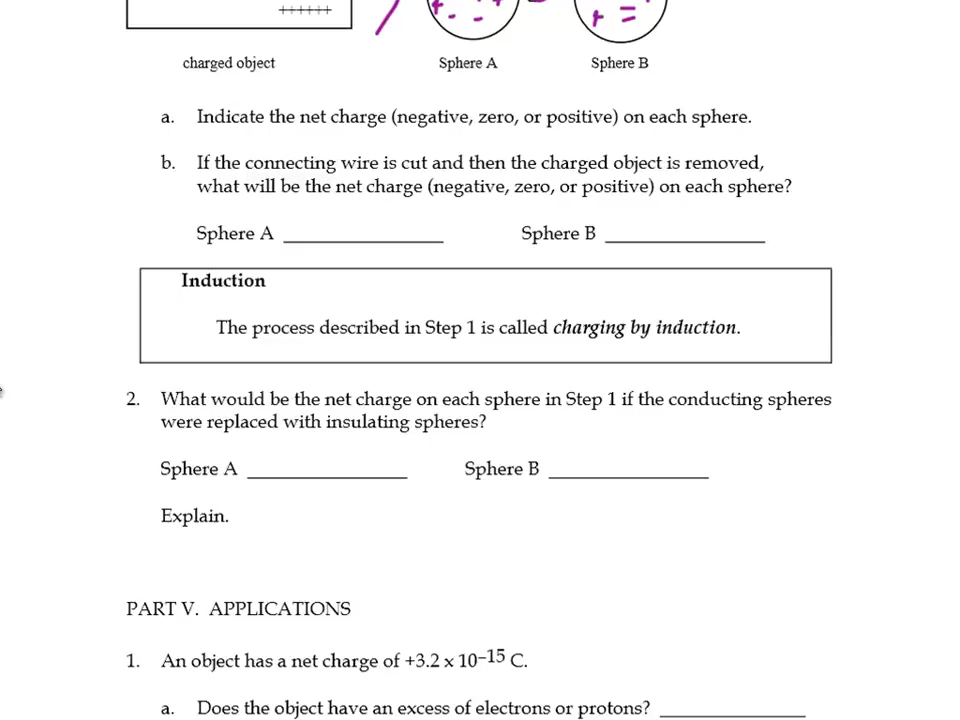 ++++++
charged object Sphere A Sphere B
a. Indicate the net charge (negative, zero, or positive) on each sphere.
b. If the connecting wire is cut and then the charged object is removed,
what will be the net charge (negative, zero, or positive) on each sphere?
Sphere A ________________ Sphere B ________________
Induction
The process described in Step 1 is called charging by induction.
2. What would be the net charge on each sphere in Step 1 if the conducting spheres
were replaced with insulating spheres?
Sphere A ________________ Sphere B ________________
Explain.
PART V. APPLICATIONS
1. An object has a net charge of +3.2 x 10⁻¹⁵ C.
a. Does the object have an excess of electrons or protons? ______________